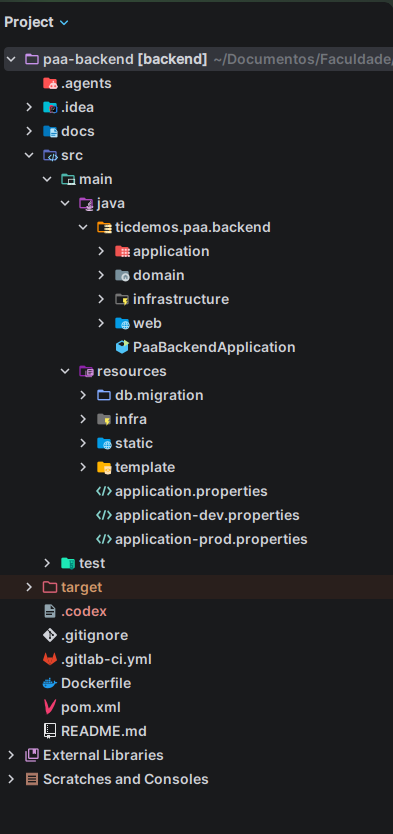 Project
paa-backend [backend] ~/Documentos/Faculdade/
.agents
.idea
docs
src
main
java
ticdemos.paa.backend
application
domain
infrastructure
web
PaaBackendApplication
resources
db.migration
infra
static
template
application.properties
application-dev.properties
application-prod.properties
test
target
.codex
.gitignore
.gitlab-ci.yml
Dockerfile
pom.xml
README.md
External Libraries
Scratches and Consoles